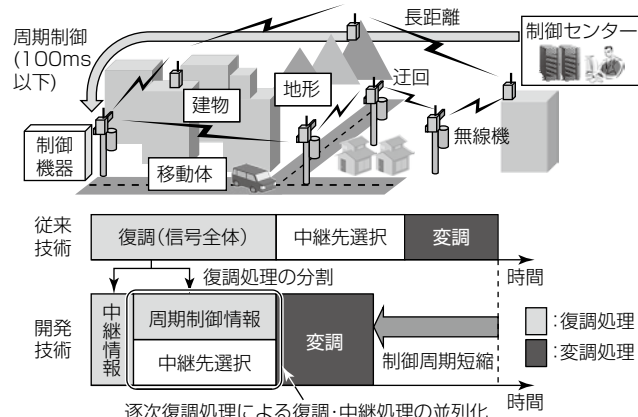 長距離
制御センター
周期制御
(100ms
以下)
建物
地形
迂回
無線機
制御
機器
移動体
従来
技術
復調(信号全体)
中継先選択
変調
時間
復調処理の分割
開発
技術
中継情報
周期制御情報
中継先選択
変調
制御周期短縮
:復調処理
:変調処理
時間
逐次復調処理による復調・中継処理の並列化